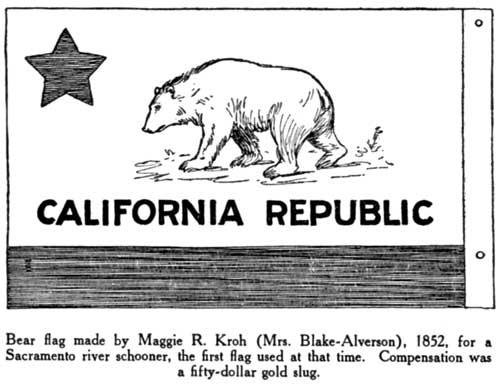 CALIFORNIA REPUBLIC
Bear flag made by Maggie R. Kroh (Mrs. Blake-Alverson), 1852, for a
Sacramento river schooner, the first flag used at that time. Compensation was
a fifty-dollar gold slug.